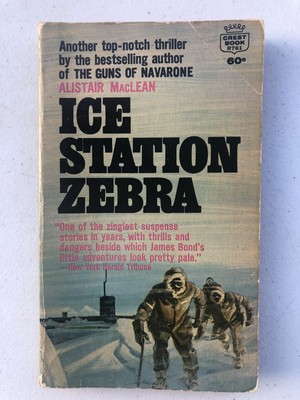 Another top-notch thriller
by the bestselling author
of THE GUNS OF NAVARONE
ALISTAIR MacLEAN
CREST
BOOK
R761
60¢
ICE
STATION
ZEBRA
"One of the zingiest suspense
stories in years, with thrills and
dangers beside which James Bond's
little adventures look pretty pale."
—New York Herald Tribune